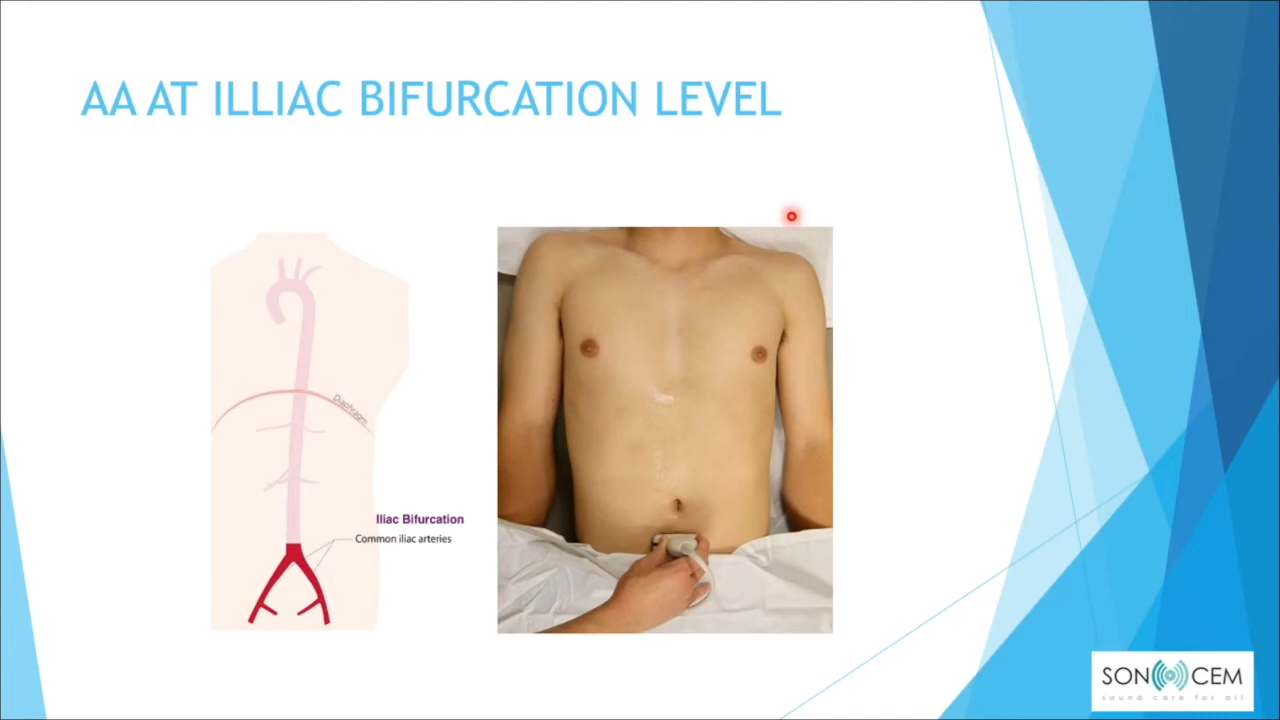 AA AT ILLIAC BIFURCATION LEVEL
Diaphragm
Iliac Bifurcation
Common iliac arteries
SON CEM
sound care for all